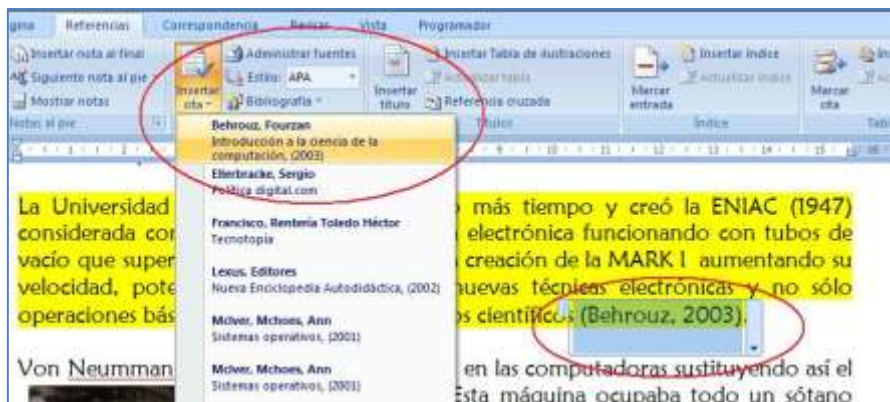 gina Referencias Correspondencia Revisar Vista Programador
Insertar nota al final Administrar fuentes Insertar Tabla de ilustraciones Insertar índice
Siguiente nota al pie Estilo: APA Actualizar tabla Actualizar índice
Mostrar notas Insertar cita Bibliografía Insertar título Referencia cruzada Marcar entrada Marcar cita
Notas al pie Títulos Índice
Behrouz, Fourzan
Introducción a la ciencia de la
computación, (2003)
Ellerbracke, Sergio
Política digital.com
Francisco, Rentería Toledo Héctor
Tecnotopia
Lexus, Editores
Nueva Enciclopedia Autodidáctica, (2002)
McIver, Mchoes, Ann
Sistemas operativos, (2001)
McIver, Mchoes, Ann
Sistemas operativos, (2001)
La Universidad más tiempo y creó la ENIAC (1947)
considerada electrónica funcionando con tubos de
vacío que creación de la MARK I aumentando su
velocidad, nuevas técnicas electrónicas y no sólo
operaciones científicos (Behrouz, 2003).
Von Neumman en las computadoras sustituyendo así el
Esta máquina ocupaba todo un sótano